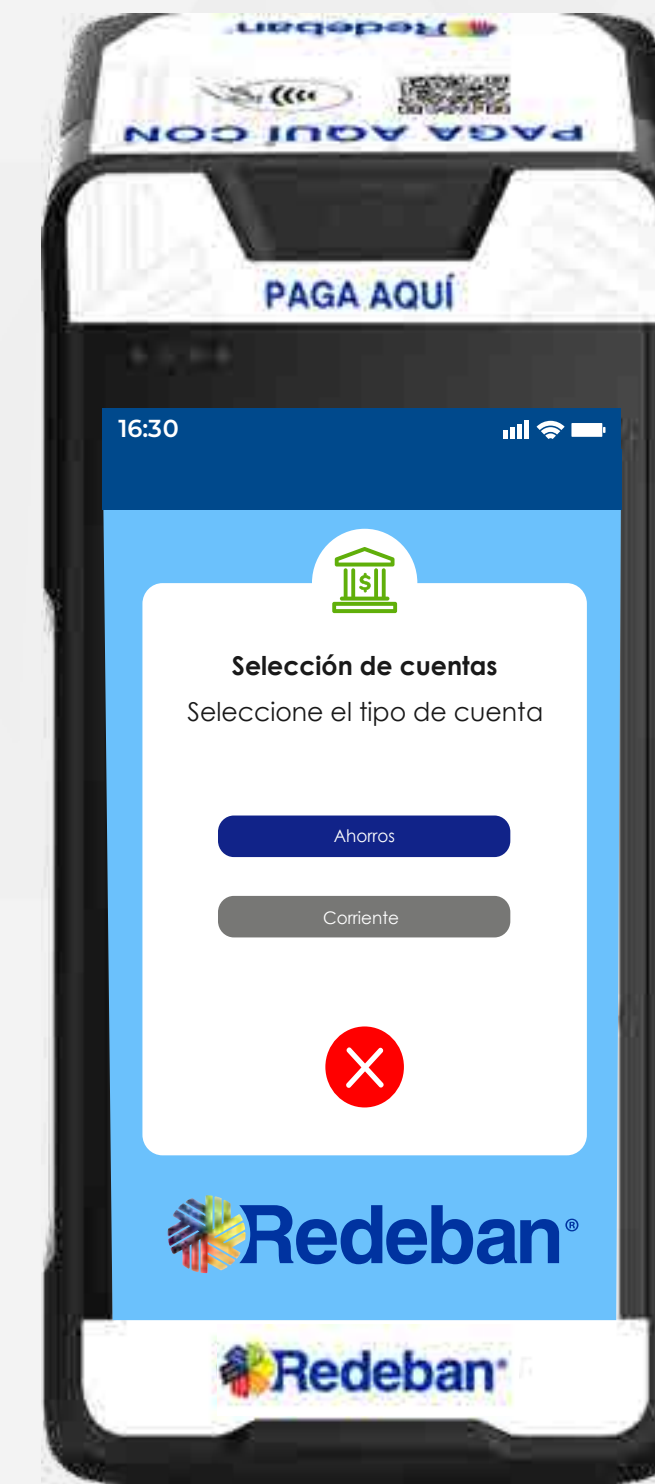 Redeban
PAGA AQUÍ CON
PAGA AQUÍ
16:30
Selección de cuentas
Seleccione el tipo de cuenta
Ahorros
Corriente
Redeban®
Redeban